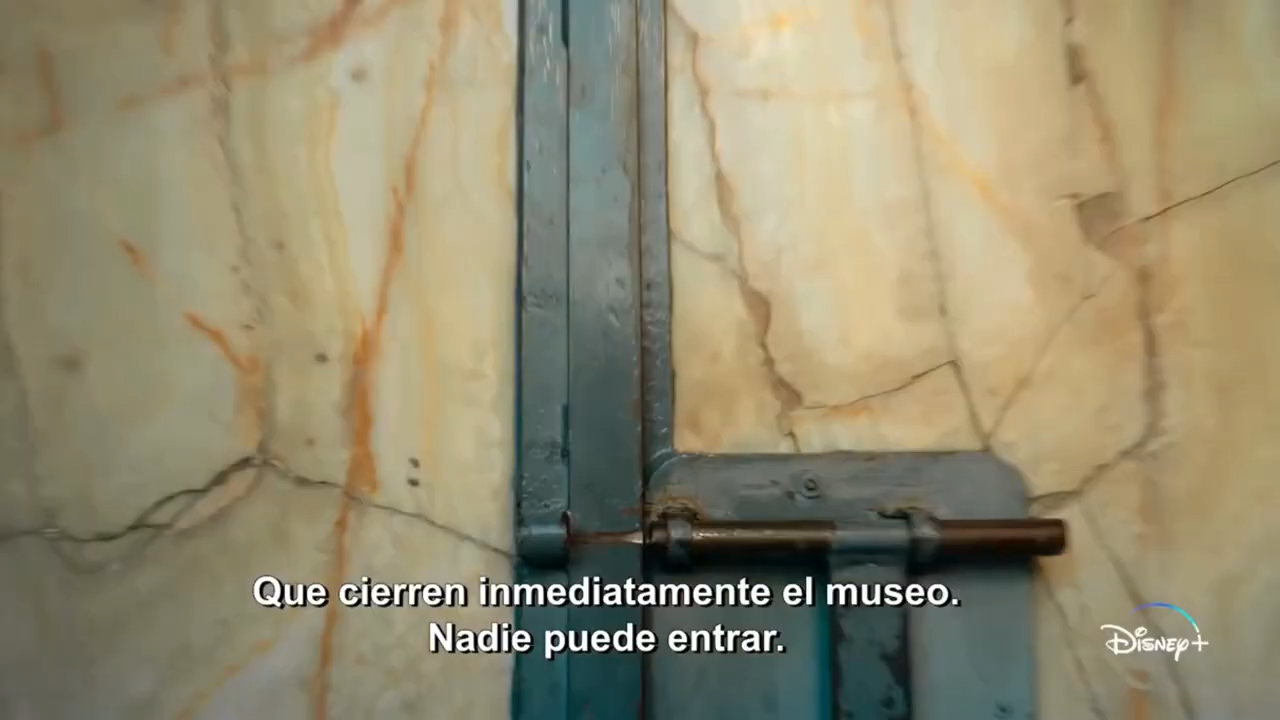 Que cierren inmediatamente el museo.
Nadie puede entrar.
Disney+